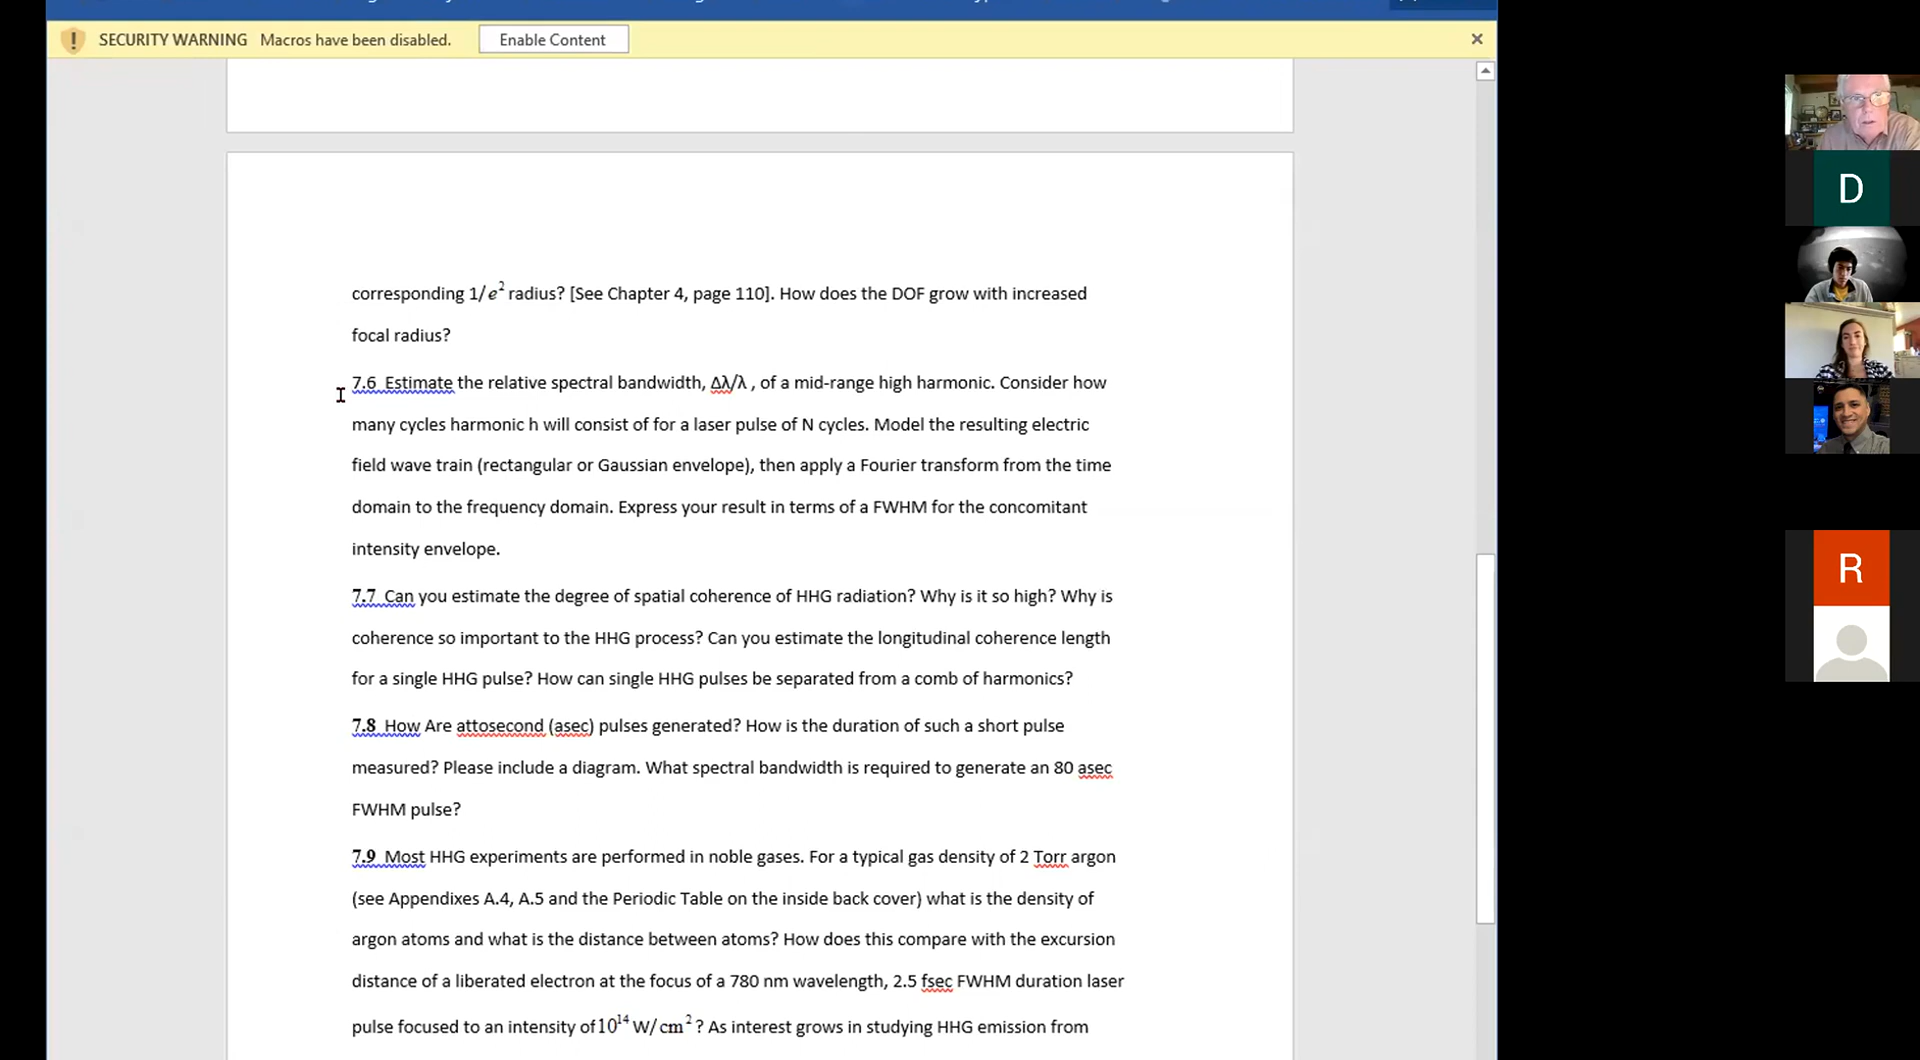 SECURITY WARNING Macros have been disabled. Enable Content
corresponding 1/e² radius? [See Chapter 4, page 110]. How does the DOF grow with increased
focal radius?
7.6 Estimate the relative spectral bandwidth, Δλ/λ , of a mid-range high harmonic. Consider how
many cycles harmonic h will consist of for a laser pulse of N cycles. Model the resulting electric
field wave train (rectangular or Gaussian envelope), then apply a Fourier transform from the time
domain to the frequency domain. Express your result in terms of a FWHM for the concomitant
intensity envelope.
7.7 Can you estimate the degree of spatial coherence of HHG radiation? Why is it so high? Why is
coherence so important to the HHG process? Can you estimate the longitudinal coherence length
for a single HHG pulse? How can single HHG pulses be separated from a comb of harmonics?
7.8 How Are attosecond (asec) pulses generated? How is the duration of such a short pulse
measured? Please include a diagram. What spectral bandwidth is required to generate an 80 asec
FWHM pulse?
7.9 Most HHG experiments are performed in noble gases. For a typical gas density of 2 Torr argon
(see Appendixes A.4, A.5 and the Periodic Table on the inside back cover) what is the density of
argon atoms and what is the distance between atoms? How does this compare with the excursion
distance of a liberated electron at the focus of a 780 nm wavelength, 2.5 fsec FWHM duration laser
pulse focused to an intensity of 10¹⁴ W/cm² ? As interest grows in studying HHG emission from
D
R